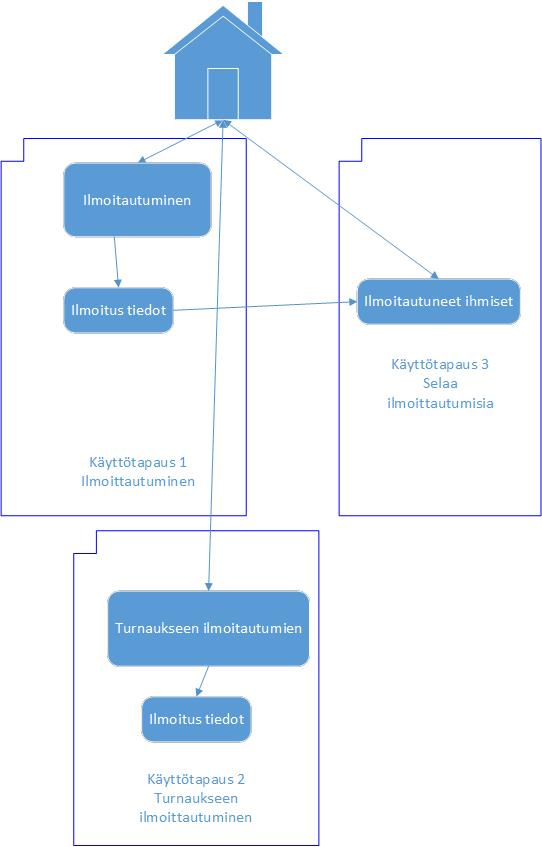 Ilmoitautuminen
Ilmoitus tiedot
Käyttötapaus 1
Ilmoittautuminen
Ilmoitautuneet ihmiset
Käyttötapaus 3
Selaa
ilmoittautumisia
Turnaukseen ilmoitautumien
Ilmoitus tiedot
Käyttötapaus 2
Turnaukseen
ilmoittautuminen